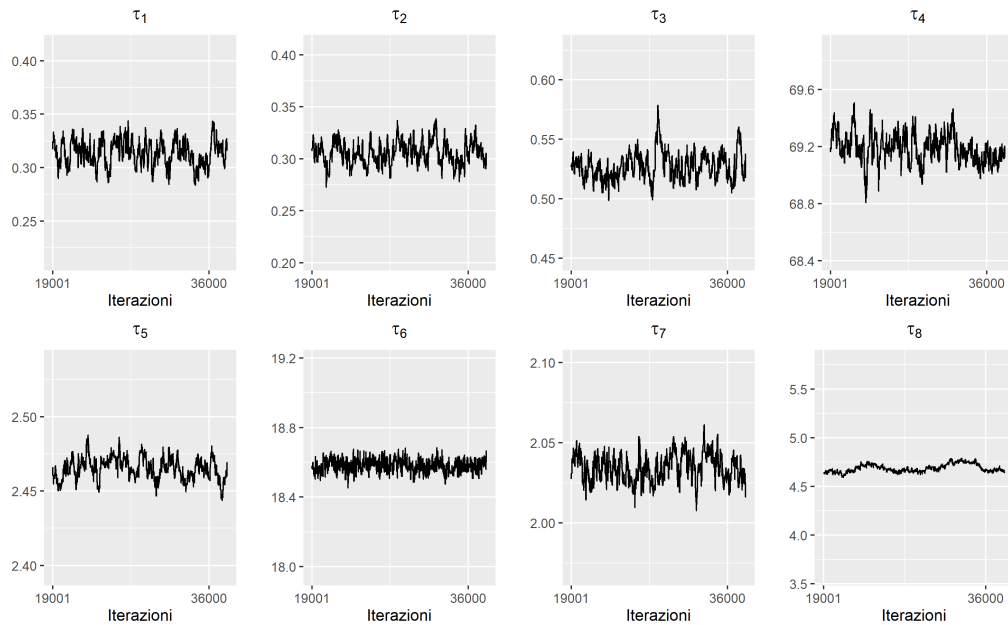 τ1 τ2 τ3 τ4
0.40 0.40 0.60 69.6
0.35 0.35 0.55 69.2
0.30 0.30 0.50 68.8
0.25 0.25 0.45 68.4
0.20
19001 36000 19001 36000 19001 36000 19001 36000
Iterazioni Iterazioni Iterazioni Iterazioni
τ5 τ6 τ7 τ8
2.50 19.2 2.10 5.5
2.45 18.8 2.05 5.0
2.40 18.4 2.00 4.5
18.0 4.0
3.5
19001 36000 19001 36000 19001 36000 19001 36000
Iterazioni Iterazioni Iterazioni Iterazioni